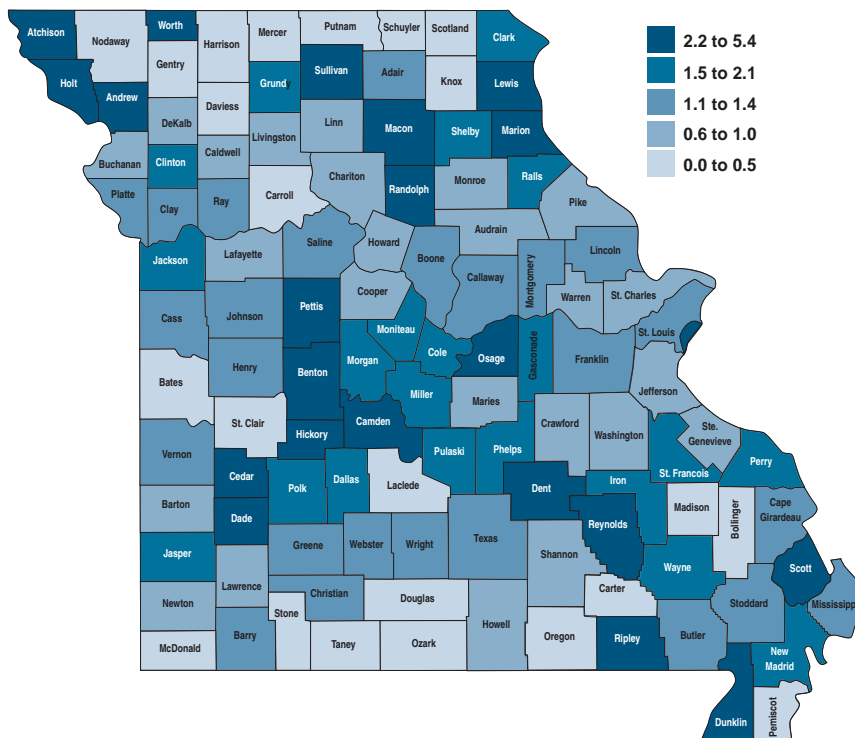 Atchison
Nodaway
Worth
Harrison
Mercer
Putnam
Schuyler
Scotland
Clark
2.2 to 5.4
1.5 to 2.1
1.1 to 1.4
0.6 to 1.0
0.0 to 0.5
Holt
Andrew
Gentry
Daviess
Grundy
Sullivan
Adair
Knox
Lewis
DeKalb
Livingston
Linn
Macon
Shelby
Marion
Buchanan
Clinton
Caldwell
Carroll
Chariton
Randolph
Monroe
Ralls
Pike
Platte
Clay
Ray
Audrain
Jackson
Lafayette
Saline
Howard
Boone
Callaway
Montgomery
Lincoln
Cooper
Warren
St. Charles
Cass
Johnson
Pettis
Moniteau
Cole
Osage
Gasconade
Franklin
St. Louis
Bates
Henry
Benton
Morgan
Miller
Maries
Jefferson
St. Clair
Hickory
Camden
Crawford
Washington
Ste.
Genevieve
Vernon
Cedar
Polk
Dallas
Laclede
Pulaski
Phelps
Dent
Iron
St. Francois
Perry
Barton
Dade
Reynolds
Madison
Bollinger
Cape
Girardeau
Jasper
Greene
Webster
Wright
Texas
Shannon
Wayne
Scott
Newton
Lawrence
Christian
Stone
Douglas
Howell
Carter
Stoddard
Mississippi
McDonald
Barry
Taney
Ozark
Oregon
Ripley
Butler
New
Madrid
Dunklin
Pemiscot